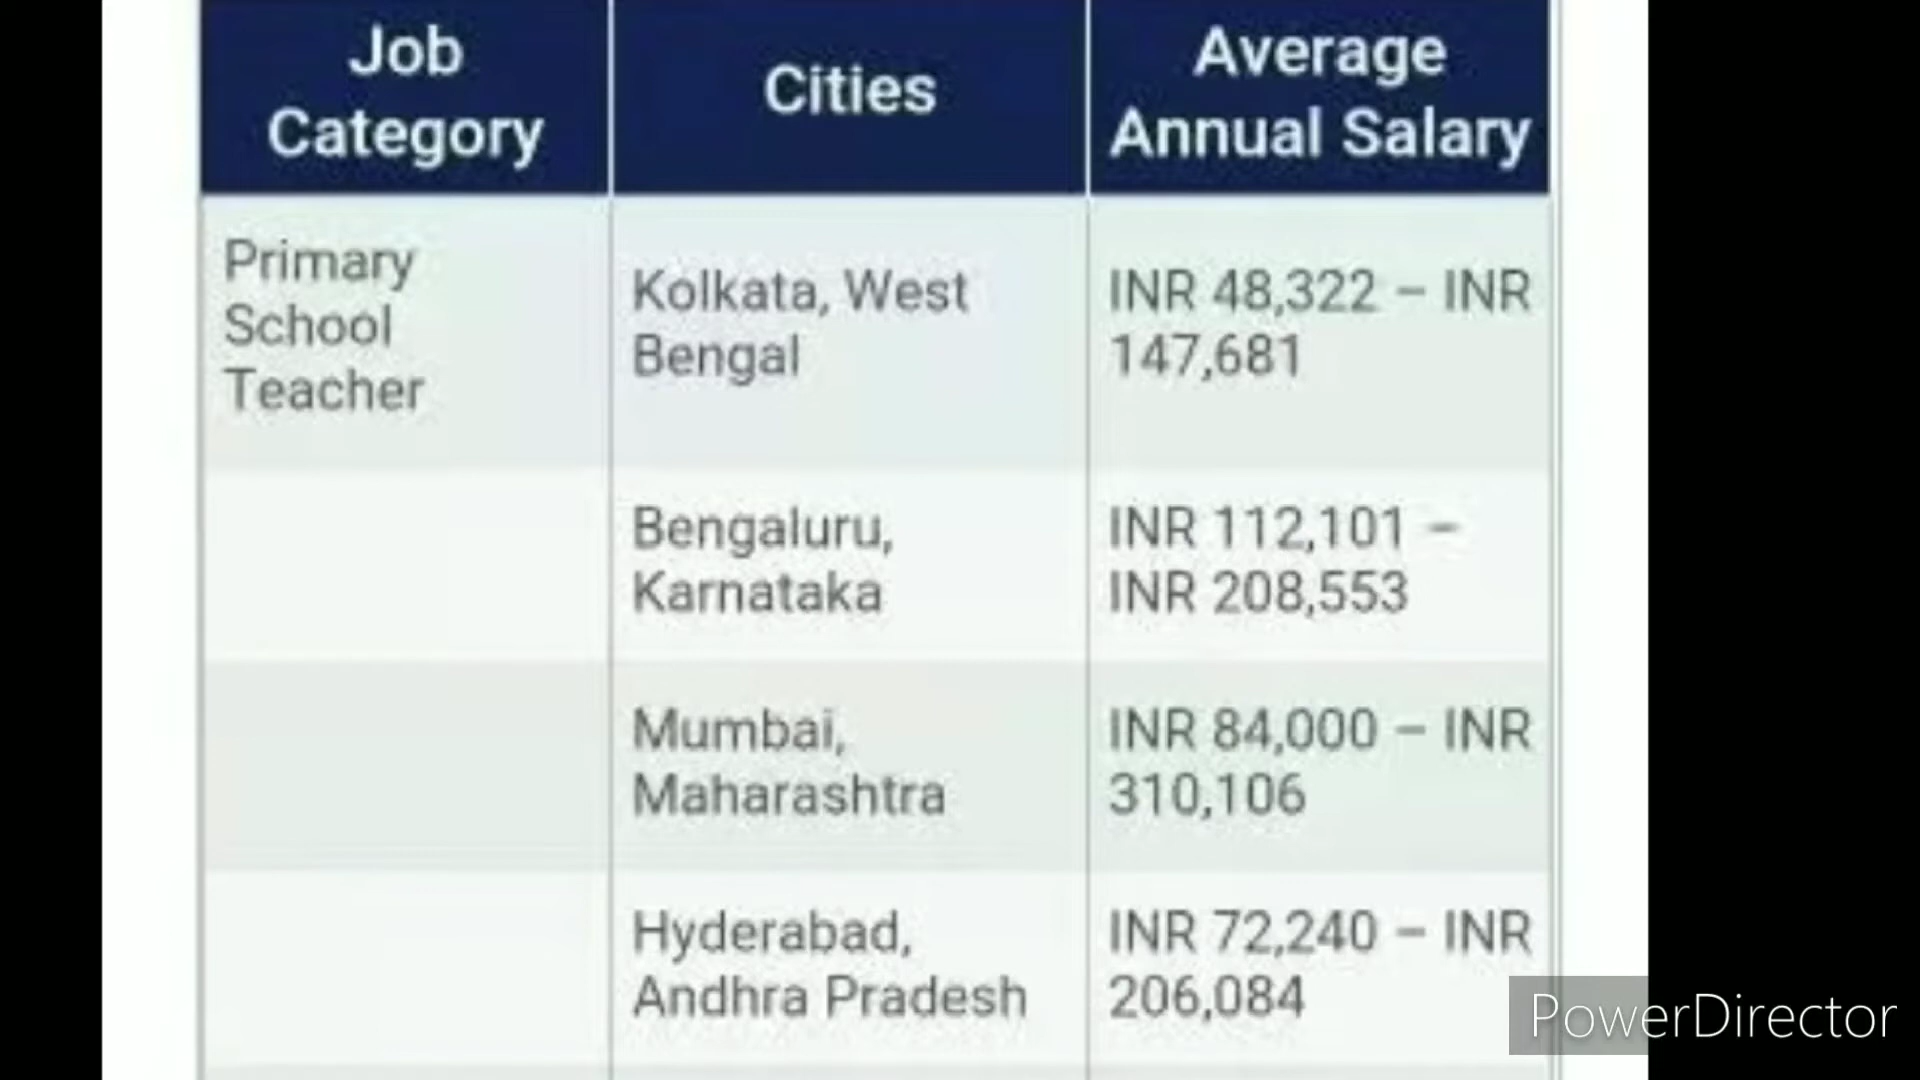 Job
Category
Cities
Average
Annual Salary
Primary
School
Teacher
Kolkata, West
Bengal
INR 48,322 – INR
147,681
Bengaluru,
Karnataka
INR 112,101 –
INR 208,553
Mumbai,
Maharashtra
INR 84,000 – INR
310,106
Hyderabad,
Andhra Pradesh
INR 72,240 – INR
206,084
PowerDirector